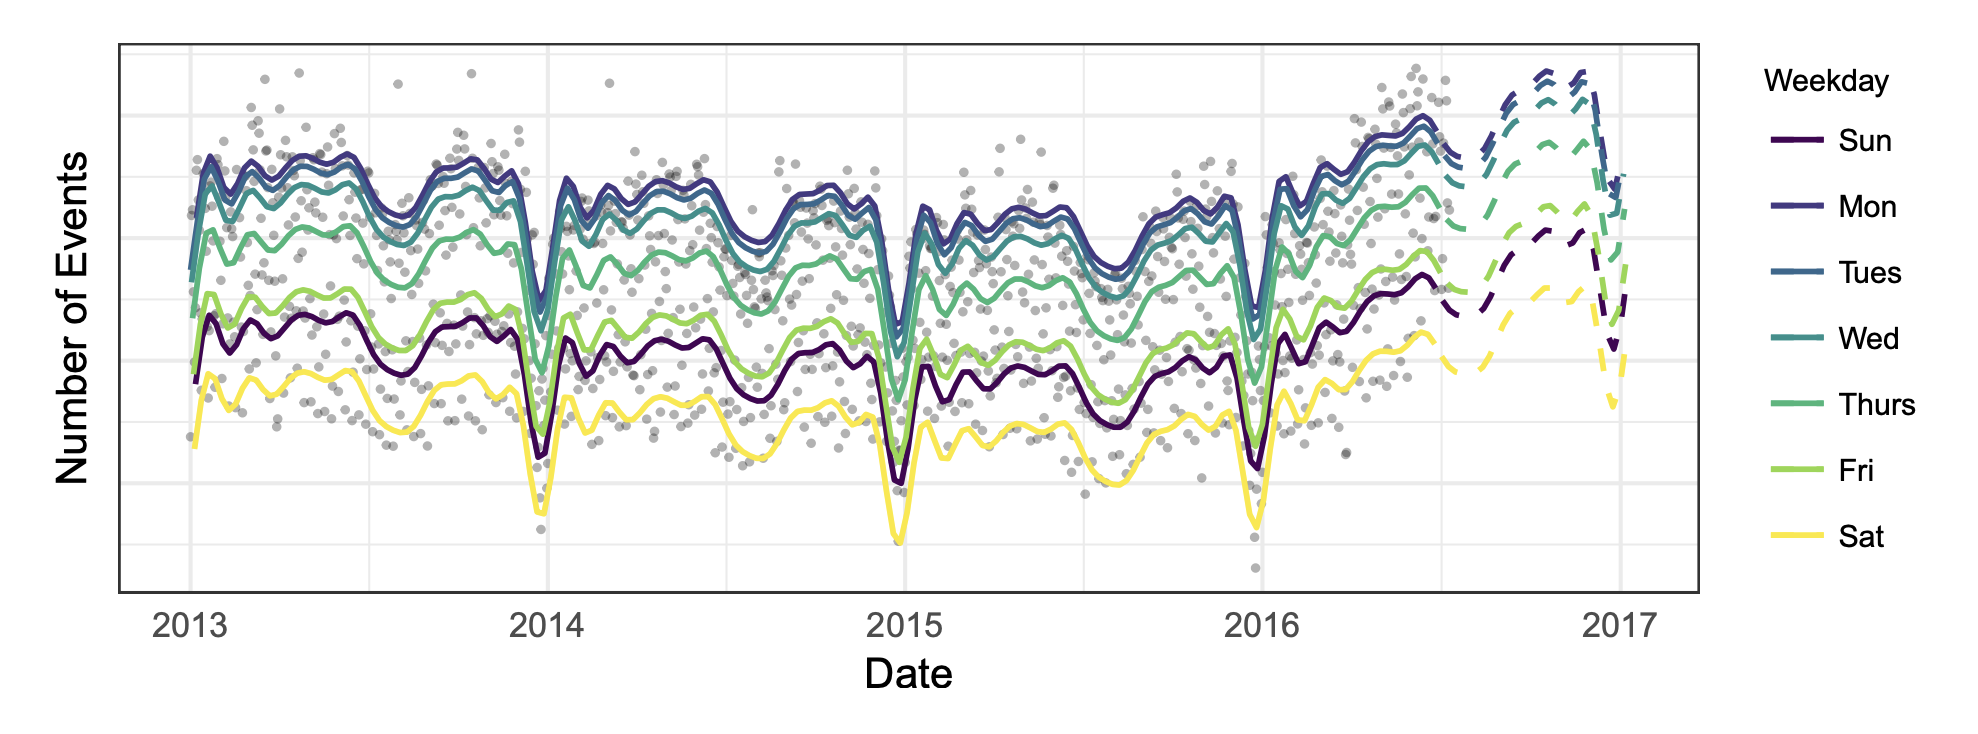 Number of Events
2013 2014 2015 2016 2017
Date
Weekday
Sun
Mon
Tues
Wed
Thurs
Fri
Sat